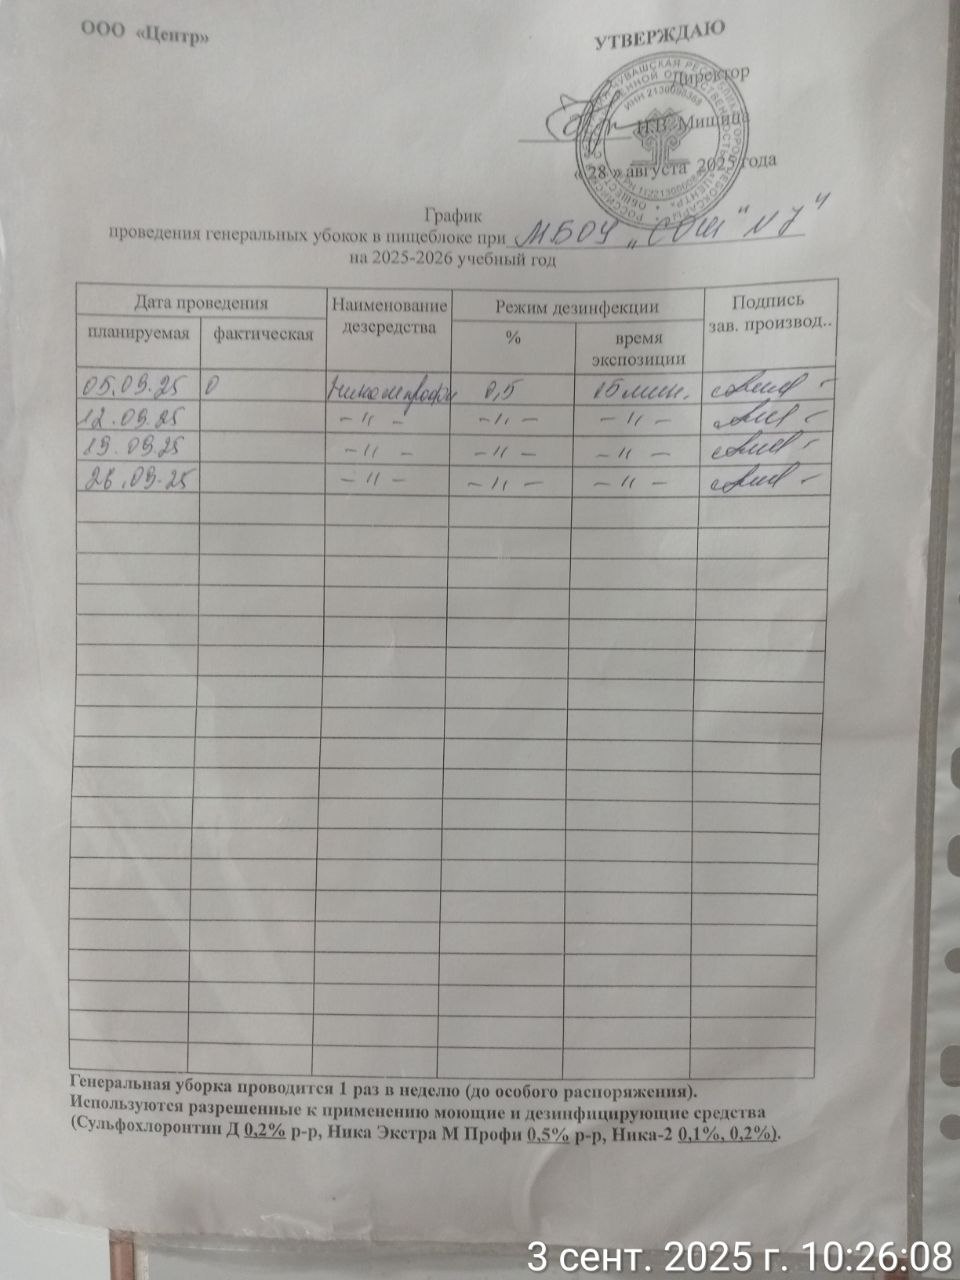 ООО «Центр»
УТВЕРЖДАЮ
Директор
Н.В. Мищиц
« 28 » августа 2025 года
График
проведения генеральных убокок в пищеблоке при МБОУ „СОШ" N 7"
на 2025-2026 учебный год
Дата проведения Наименование дезсредства Режим дезинфекции Подпись зав. производ..
планируемая фактическая % время экспозиции
05.09.25 0 0,5 15 мин.
12.09.25 – // – – // – – // –
19.09.25 – // – – // – – // –
26.09.25 – // – – // – – // –
Генеральная уборка проводится 1 раз в неделю (до особого распоряжения).
Используются разрешенные к применению моющие и дезинфицирующие средства
(Сульфохлоронтин Д 0,2% р-р, Ника Экстра М Профи 0,5% р-р, Ника-2 0,1%, 0,2%).
3 сент. 2025 г. 10:26:08